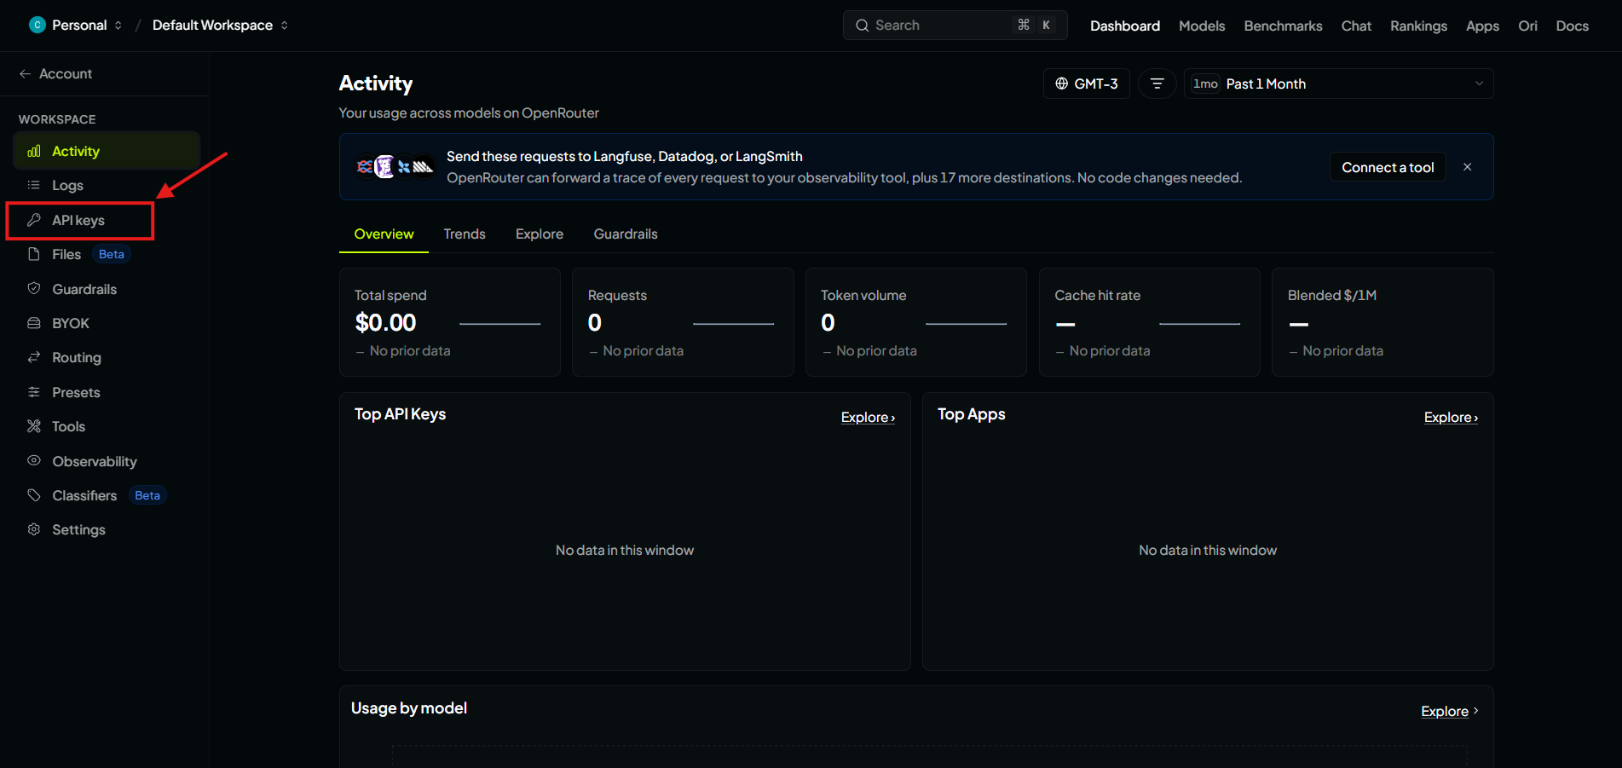 C Personal / Default Workspace
Search ⌘ K
Dashboard Models Benchmarks Chat Rankings Apps Ori Docs
← Account
WORKSPACE
Activity
Logs
API keys
Files Beta
Guardrails
BYOK
Routing
Presets
Tools
Observability
Classifiers Beta
Settings
Activity
Your usage across models on OpenRouter
GMT-3
1mo Past 1 Month
Send these requests to Langfuse, Datadog, or LangSmith
OpenRouter can forward a trace of every request to your observability tool, plus 17 more destinations. No code changes needed.
Connect a tool
Overview Trends Explore Guardrails
Total spend
$0.00
– No prior data
Requests
0
– No prior data
Token volume
0
– No prior data
Cache hit rate
—
– No prior data
Blended $/1M
—
– No prior data
Top API Keys
Explore ›
No data in this window
Top Apps
Explore ›
No data in this window
Usage by model
Explore ›